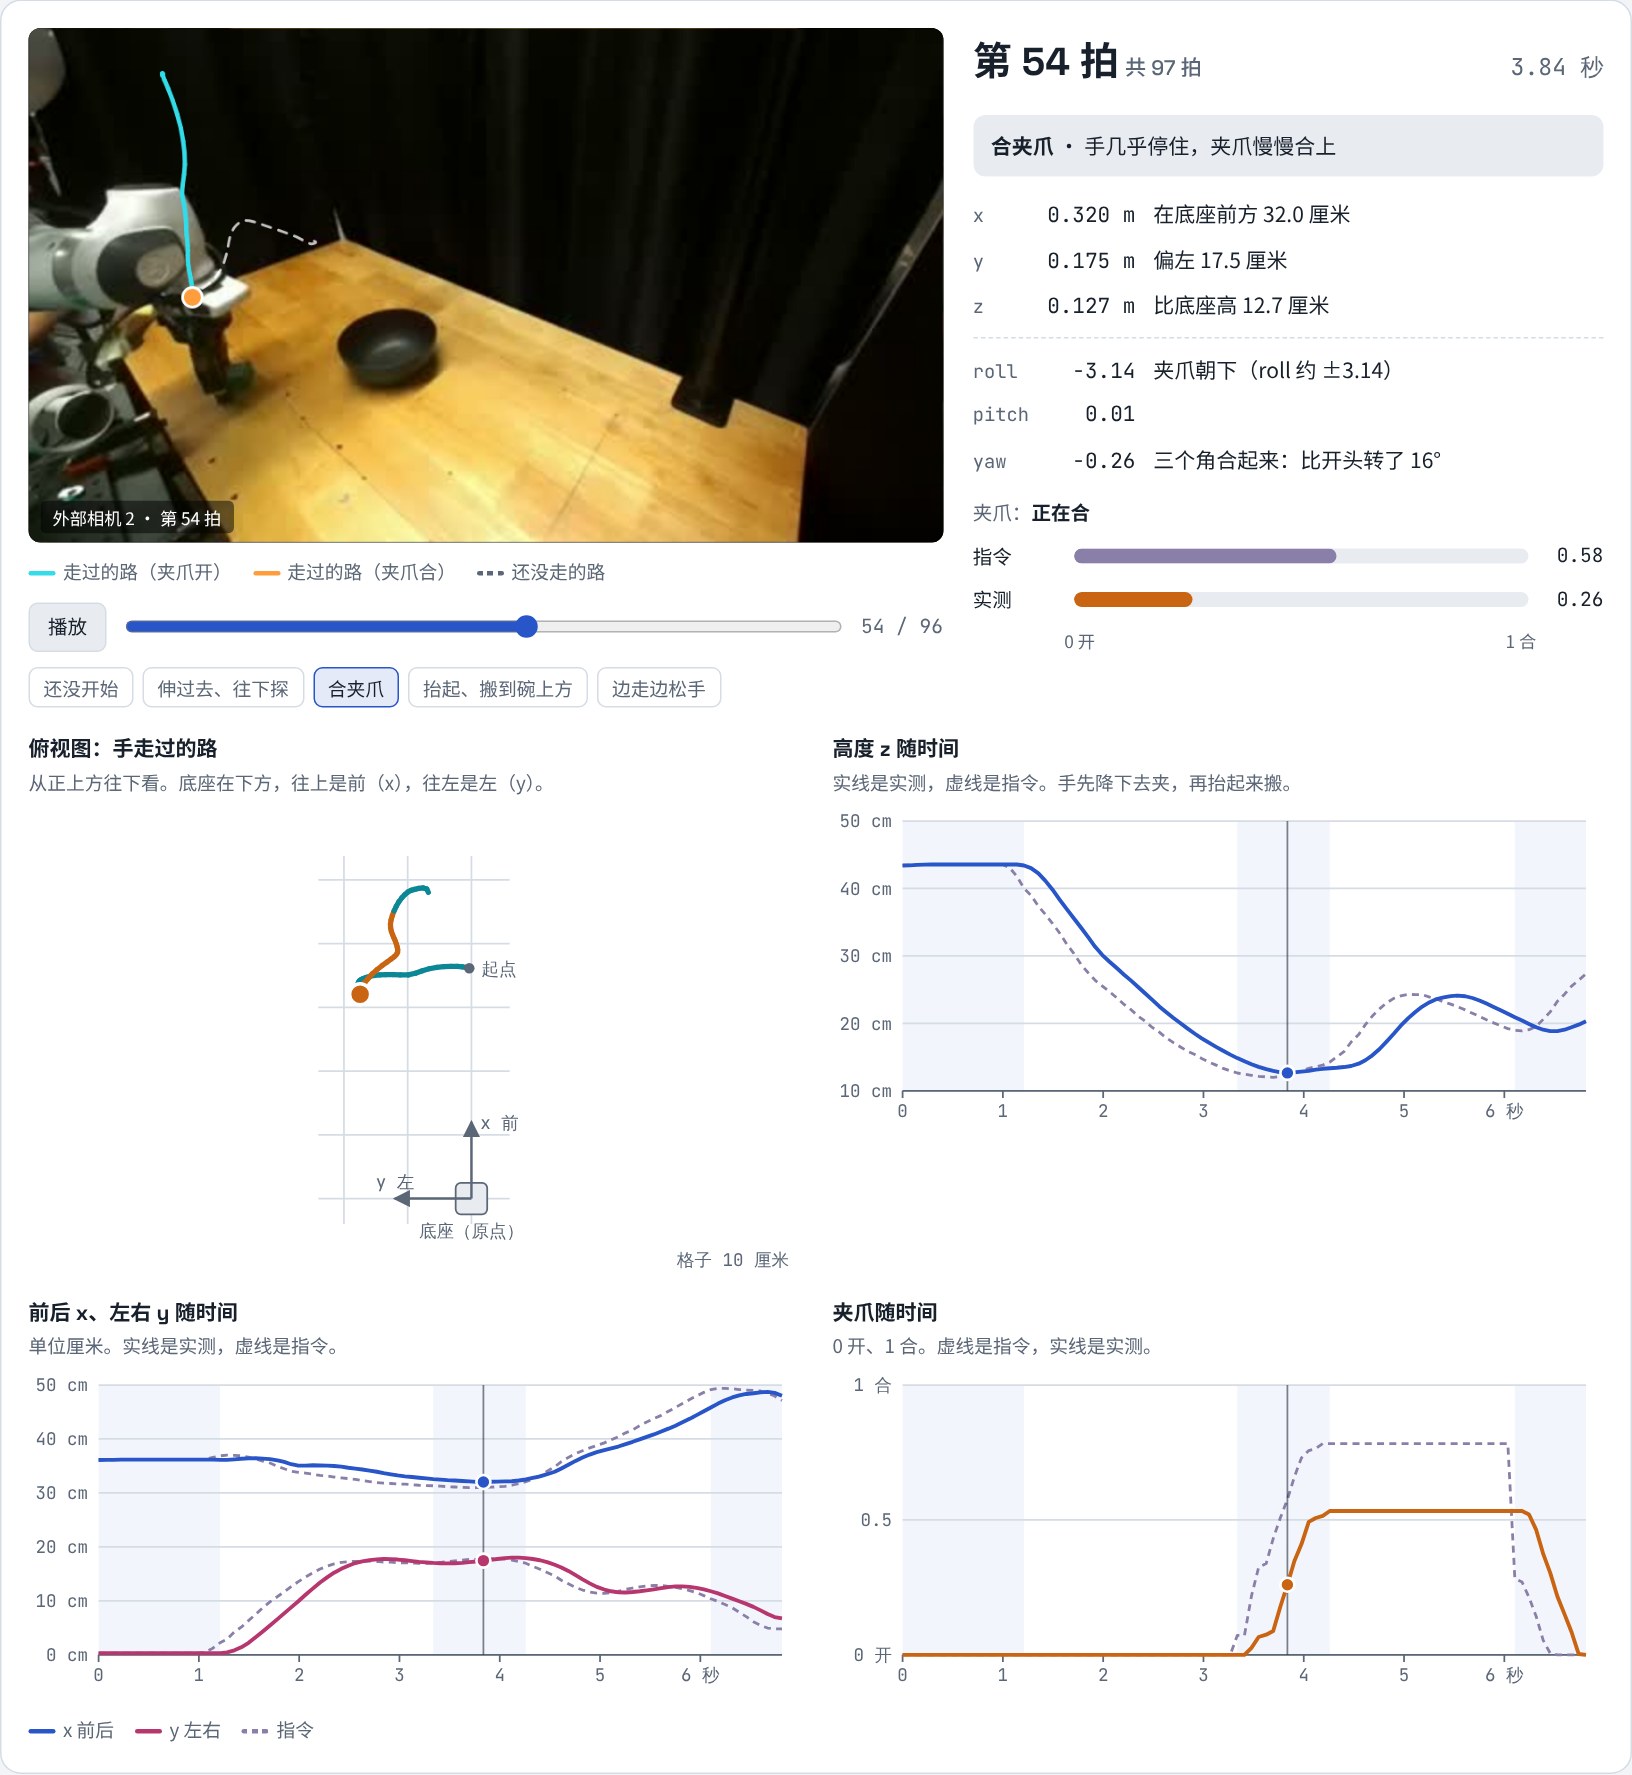 第 54 拍 共 97 拍
3.84 秒
合夹爪 · 手几乎停住，夹爪慢慢合上
x 0.320 m 在底座前方 32.0 厘米
y 0.175 m 偏左 17.5 厘米
z 0.127 m 比底座高 12.7 厘米
roll -3.14 夹爪朝下（roll 约 ±3.14）
pitch 0.01
yaw -0.26 三个角合起来：比开头转了 16°
夹爪：正在合
指令 0.58
实测 0.26
0 开 1 合
外部相机 2 · 第 54 拍
走过的路（夹爪开） 走过的路（夹爪合） 还没走的路
播放 54 / 96
还没开始 伸过去、往下探 合夹爪 抬起、搬到碗上方 边走边松手
俯视图：手走过的路
从正上方往下看。底座在下方，往上是前（x），往左是左（y）。
起点
x 前
y 左
底座（原点）
格子 10 厘米
高度 z 随时间
实线是实测，虚线是指令。手先降下去夹，再抬起来搬。
50 cm
40 cm
30 cm
20 cm
10 cm
0 1 2 3 4 5 6 秒
前后 x、左右 y 随时间
单位厘米。实线是实测，虚线是指令。
50 cm
40 cm
30 cm
20 cm
10 cm
0 cm
0 1 2 3 4 5 6 秒
x 前后 y 左右 指令
夹爪随时间
0 开、1 合。虚线是指令，实线是实测。
1 合
0.5
0 开
0 1 2 3 4 5 6 秒